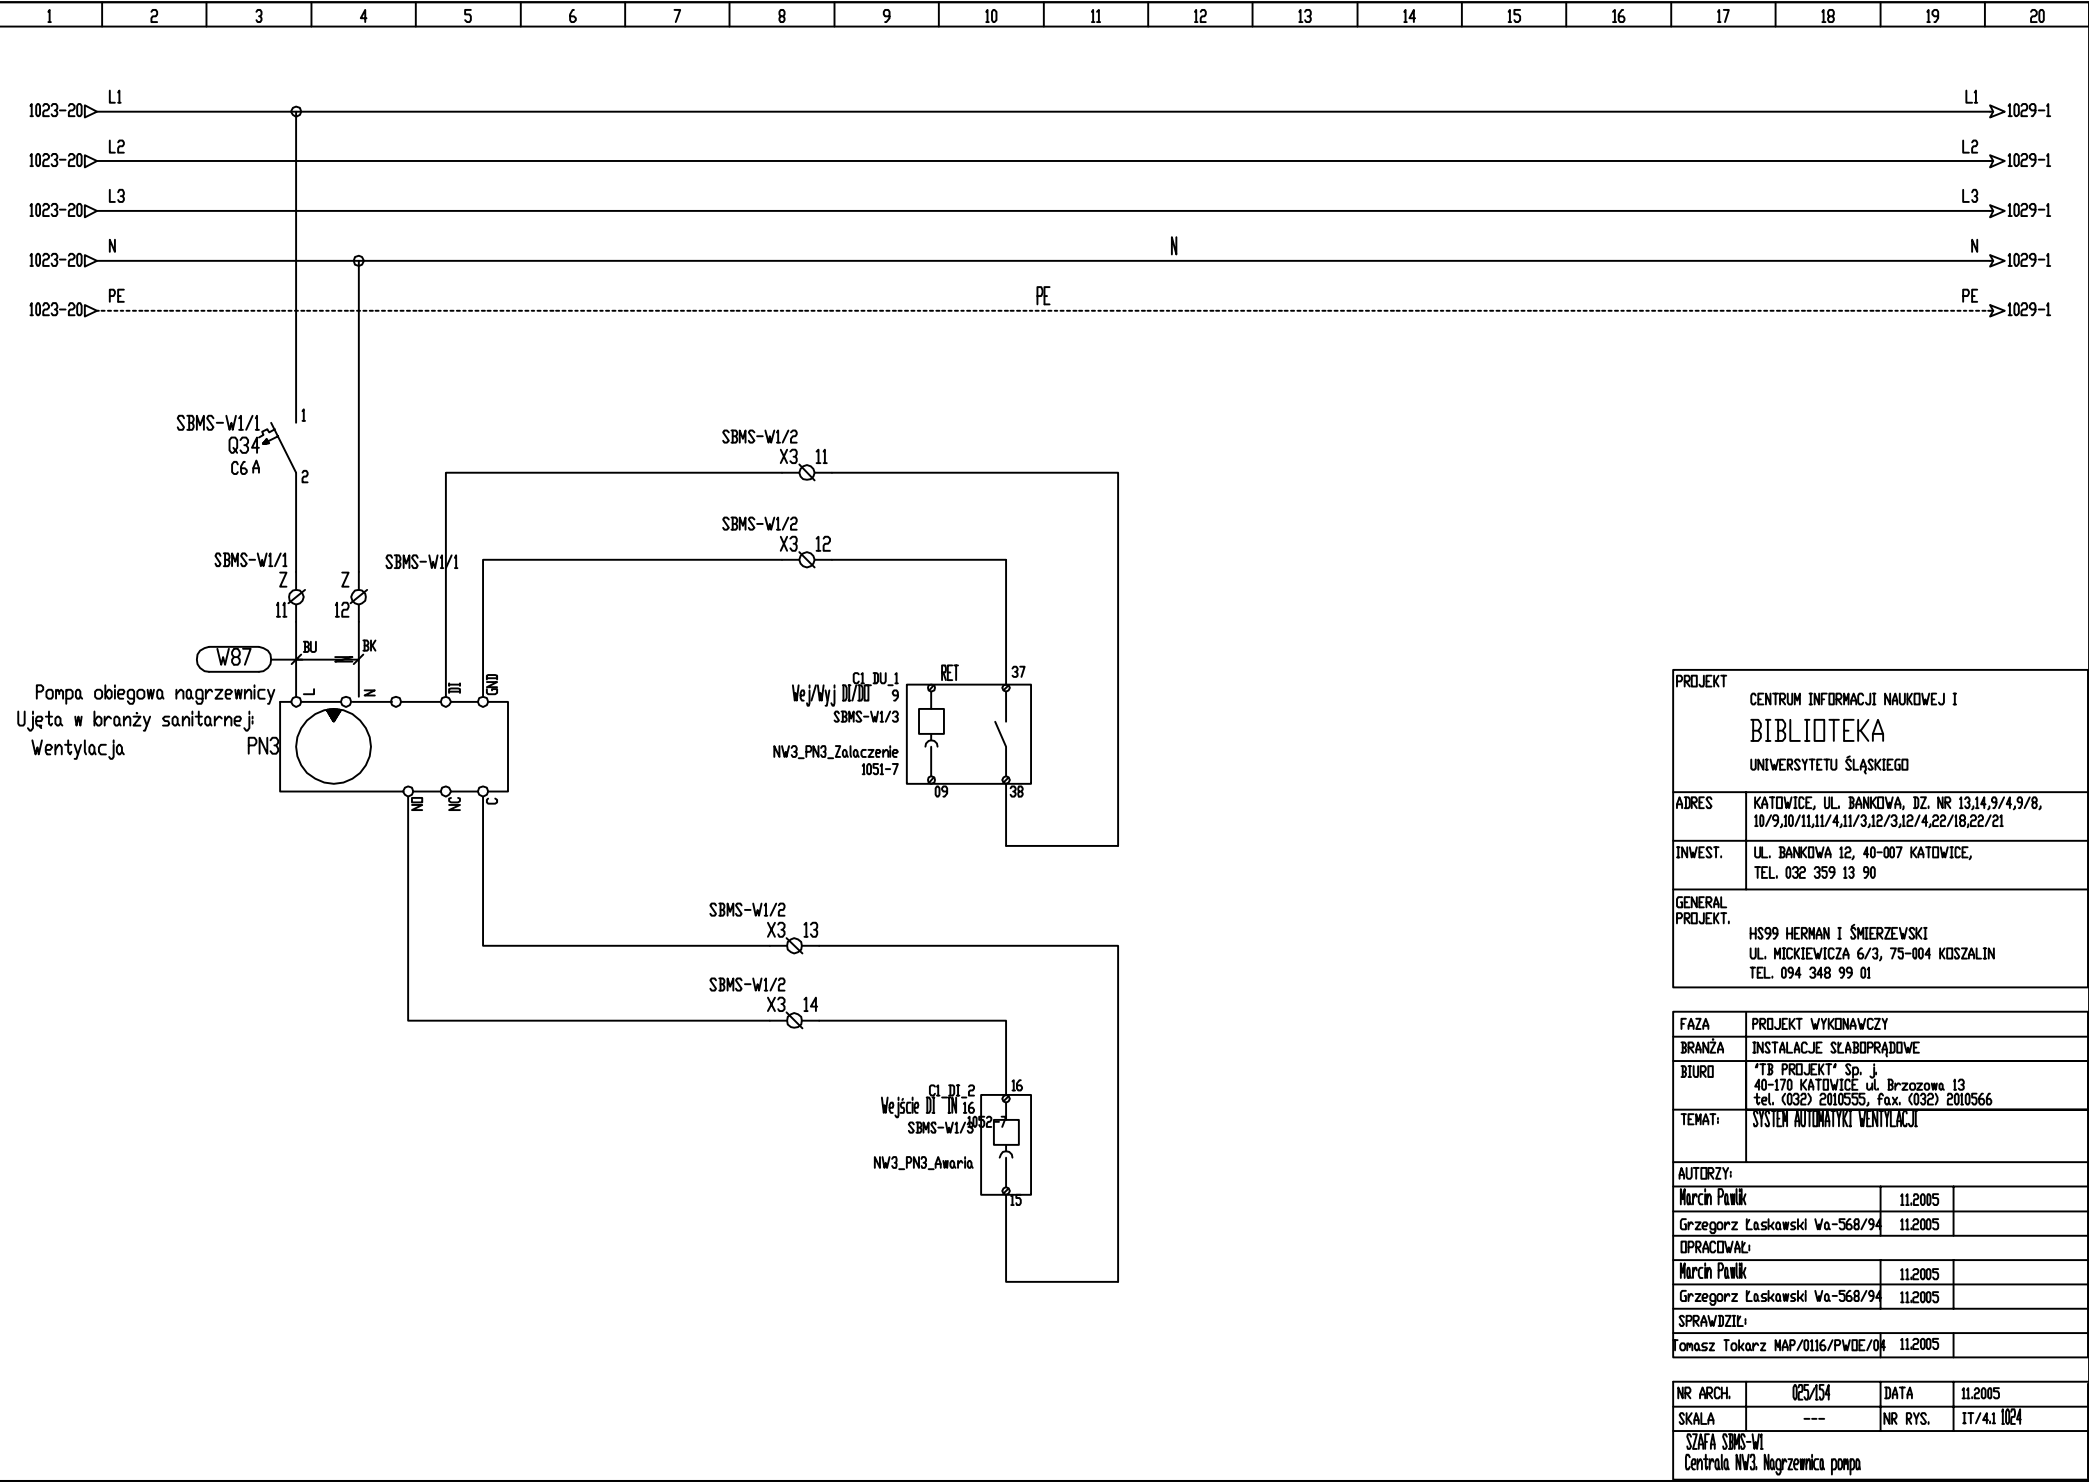 1 2 3 4 5 6 7 8 9 10 11 12 13 14 15 16 17 18 19 20
L1 L1
1023-20 1029-1
L2 L2
1023-20 1029-1
L3 L3
1023-20 1029-1
N N N
1023-20 1029-1
PE PE PE
1023-20 1029-1
SBMS-W1/1 1
Q34
C6 A
2
SBMS-W1/2
X3 11
SBMS-W1/2
X3 12
SBMS-W1/1 SBMS-W1/1
Z Z
11 12
W87 BU BK
L N DI GND
Pompa obiegowa nagrzewnicy
Ujęta w branży sanitarnej:
Wentylacja PN3
NO NC C
C1_DU_1 RET 37
Wej/Wyj DI/DO 9
SBMS-W1/3
NW3_PN3_Zalaczenie
1051-7
09 38
SBMS-W1/2
X3 13
SBMS-W1/2
X3 14
C1_DI_2 16
Wejście DI IN 16
SBMS-W1/3 1052-7
NW3_PN3_Awaria
15
PROJEKT
CENTRUM INFORMACJI NAUKOWEJ I
BIBLIOTEKA
UNIWERSYTETU ŚLĄSKIEGO
ADRES KATOWICE, UL. BANKOWA, DZ. NR 13,14,9/4,9/8,
10/9,10/11,11/4,11/3,12/3,12/4,22/18,22/21
INWEST. UL. BANKOWA 12, 40-007 KATOWICE,
TEL. 032 359 13 90
GENERAL
PROJEKT.
HS99 HERMAN I ŚMIERZEWSKI
UL. MICKIEWICZA 6/3, 75-004 KOSZALIN
TEL. 094 348 99 01
FAZA PROJEKT WYKONAWCZY
BRANŻA INSTALACJE SŁABOPRĄDOWE
BIURO "TB PROJEKT" Sp. j.
40-170 KATOWICE ul. Brzozowa 13
tel. (032) 2010555, fax. (032) 2010566
TEMAT: SYSTEM AUTOMATYKI WENTYLACJI
AUTORZY:
Marcin Pawlik 11.2005
Grzegorz Łaskawski Wa-568/94 11.2005
OPRACOWAŁ:
Marcin Pawlik 11.2005
Grzegorz Łaskawski Wa-568/94 11.2005
SPRAWDZIŁ:
Tomasz Tokarz MAP/0116/PWOE/04 11.2005
NR ARCH. 025/154 DATA 11.2005
SKALA --- NR RYS. IT/4.1 1024
SZAFA SBMS-W1
Centrala NW3. Nagrzewnica pompa